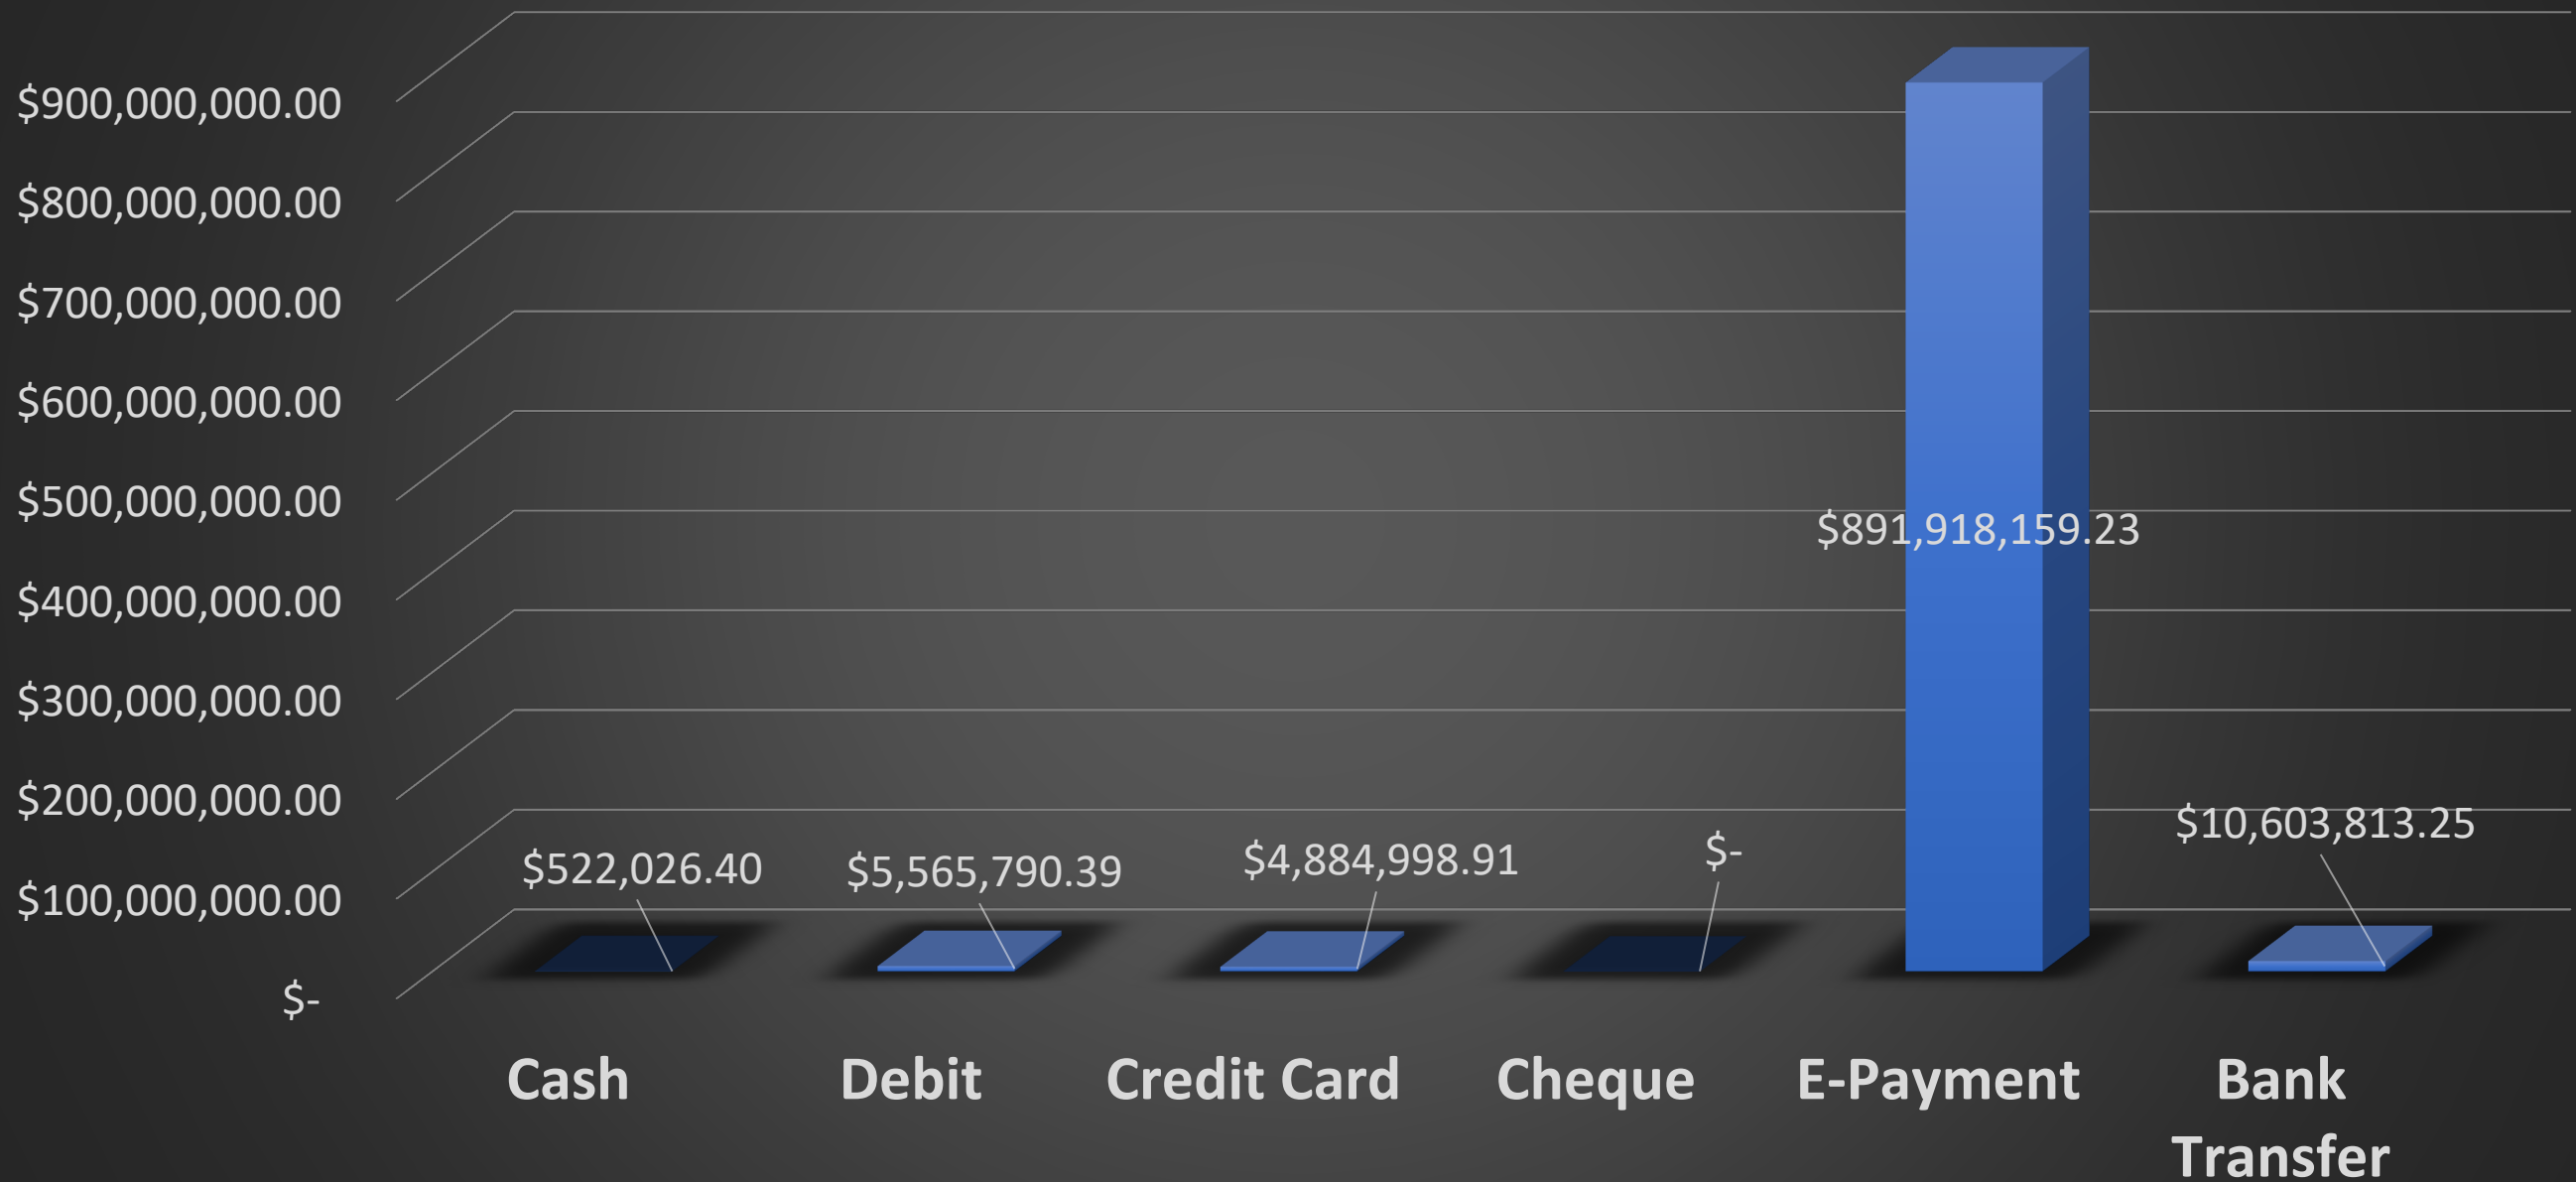 $900,000,000.00
$800,000,000.00
$700,000,000.00
$600,000,000.00
$500,000,000.00
$400,000,000.00
$300,000,000.00
$200,000,000.00
$100,000,000.00
$-
$522,026.40
$5,565,790.39
$4,884,998.91
$-
$891,918,159.23
$10,603,813.25
Cash
Debit
Credit Card
Cheque
E-Payment
Bank
Transfer